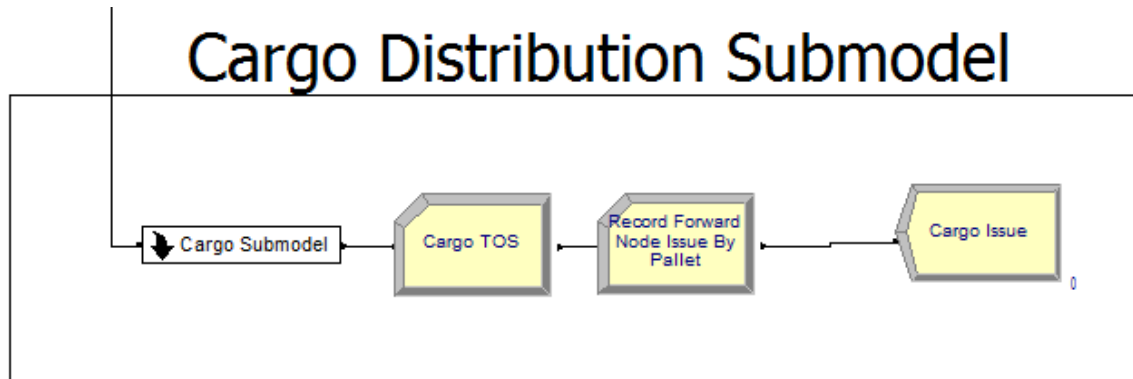 Cargo Distribution Submodel
Cargo Submodel
Cargo TOS
Record Forward
Node Issue By
Pallet
Cargo Issue
0